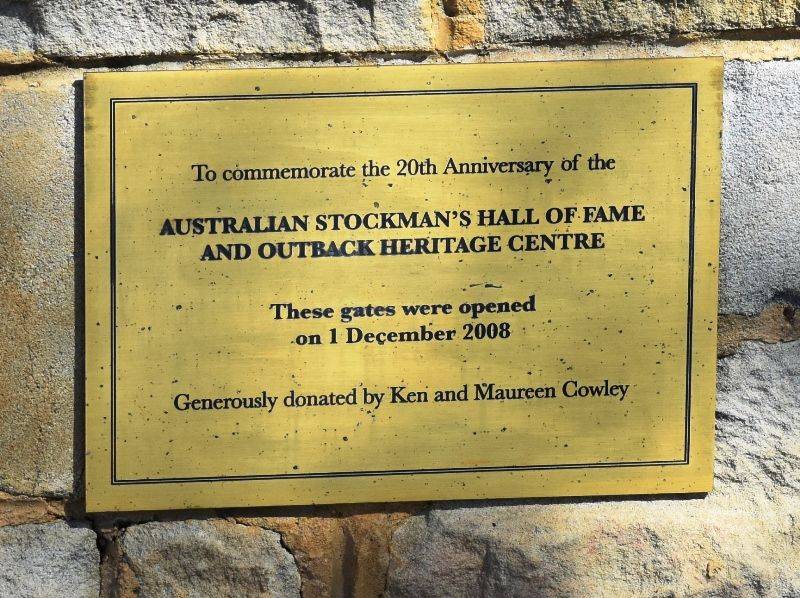 To commemorate the 20th Anniversary of the
AUSTRALIAN STOCKMAN'S HALL OF FAME
AND OUTBACK HERITAGE CENTRE
These gates were opened
on 1 December 2008
Generously donated by Ken and Maureen Cowley